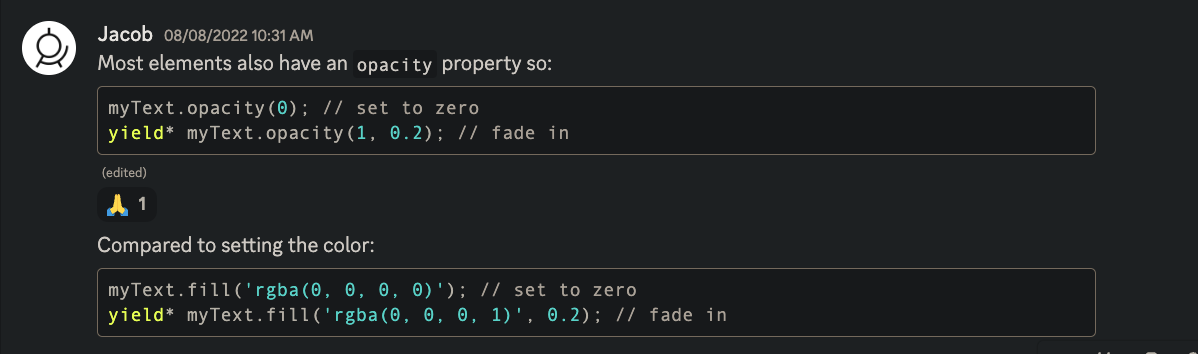 Jacob 08/08/2022 10:31 AM
Most elements also have an opacity property so:
myText.opacity(0); // set to zero
yield* myText.opacity(1, 0.2); // fade in
(edited)
🙏 1
Compared to setting the color:
myText.fill('rgba(0, 0, 0, 0)'); // set to zero
yield* myText.fill('rgba(0, 0, 0, 1)', 0.2); // fade in